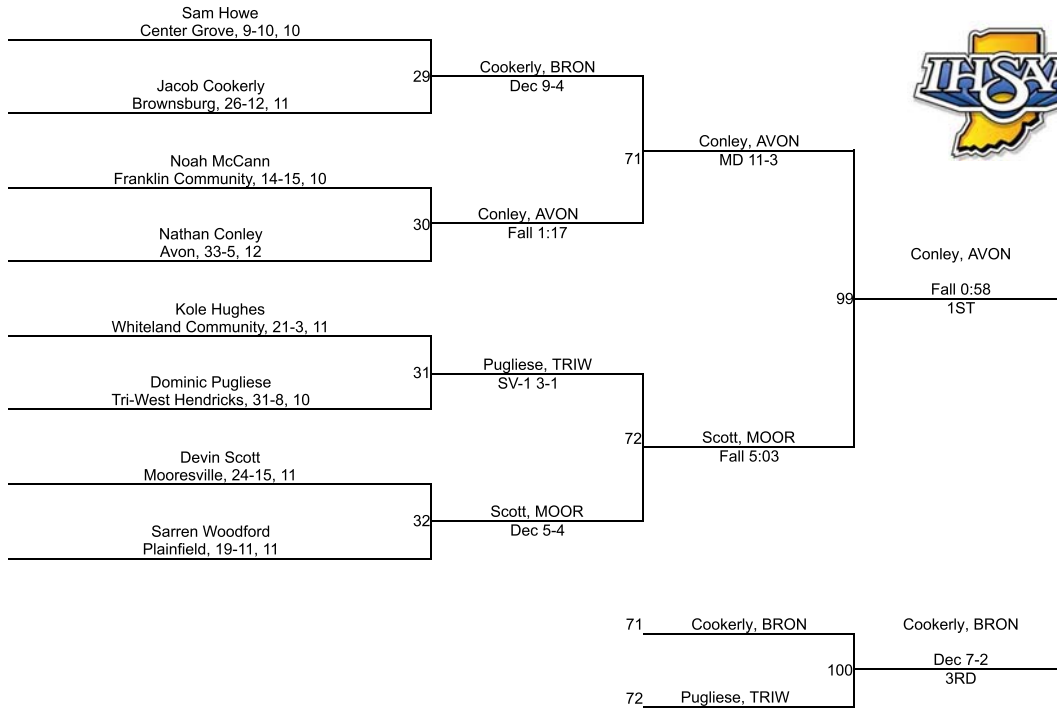 Sam Howe
Center Grove, 9-10, 10
29
Cookerly, BRON
Dec 9-4
Jacob Cookerly
Brownsburg, 26-12, 11
71
Conley, AVON
MD 11-3
IHSAA
Noah McCann
Franklin Community, 14-15, 10
30
Conley, AVON
Fall 1:17
Nathan Conley
Avon, 33-5, 12
99
Conley, AVON
Fall 0:58
1ST
Kole Hughes
Whiteland Community, 21-3, 11
31
Pugliese, TRIW
SV-1 3-1
Dominic Pugliese
Tri-West Hendricks, 31-8, 10
72
Scott, MOOR
Fall 5:03
Devin Scott
Mooresville, 24-15, 11
32
Scott, MOOR
Dec 5-4
Sarren Woodford
Plainfield, 19-11, 11
71
Cookerly, BRON
100
Cookerly, BRON
Dec 7-2
3RD
72
Pugliese, TRIW